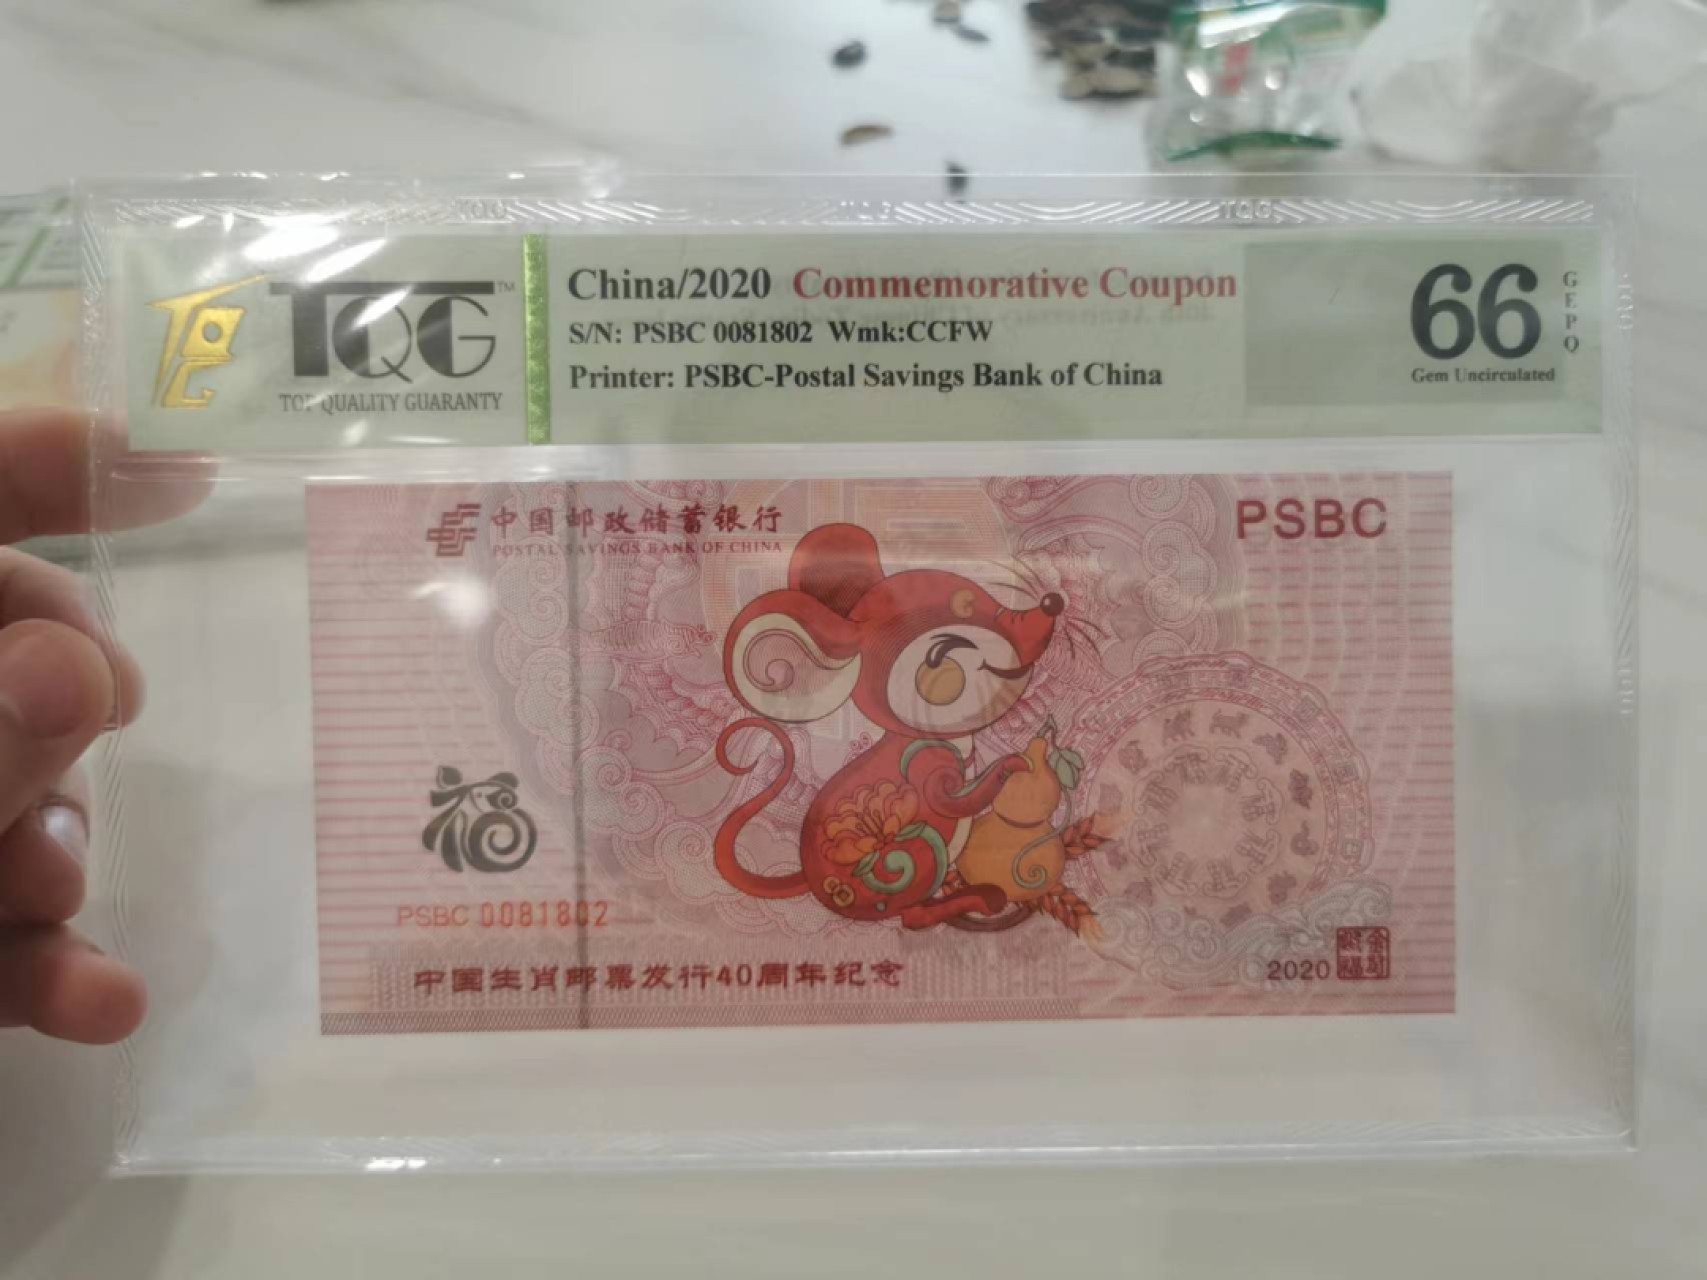 TQG™
TOP QUALITY GUARANTY
China/2020 Commemorative Coupon
S/N: PSBC 0081802 Wmk:CCFW
Printer: PSBC-Postal Savings Bank of China
66
GEPQ
Gem Uncirculated
中国邮政储蓄银行
POSTAL SAVINGS BANK OF CHINA
PSBC
福
PSBC 0081802
中国生肖邮票发行40周年纪念
2020